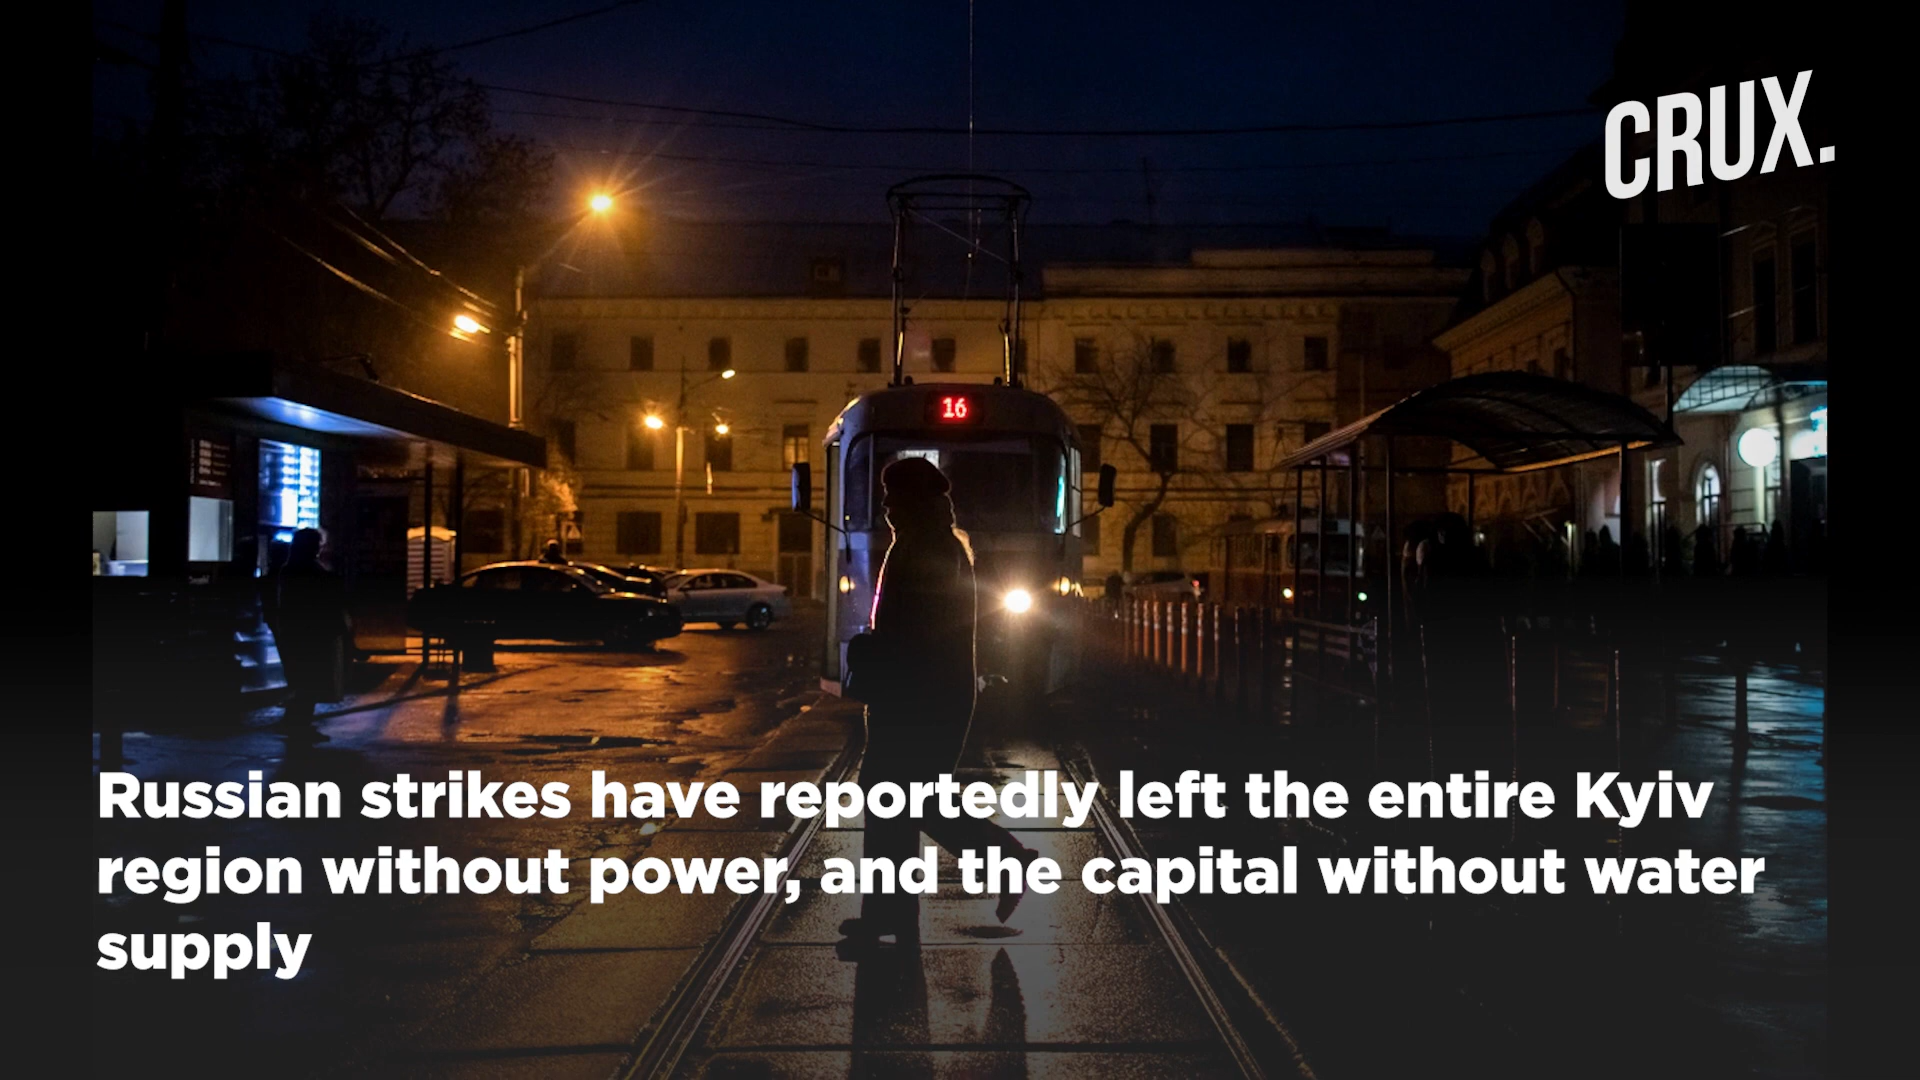 CRUX.
16
Russian strikes have reportedly left the entire Kyiv
region without power, and the capital without water
supply